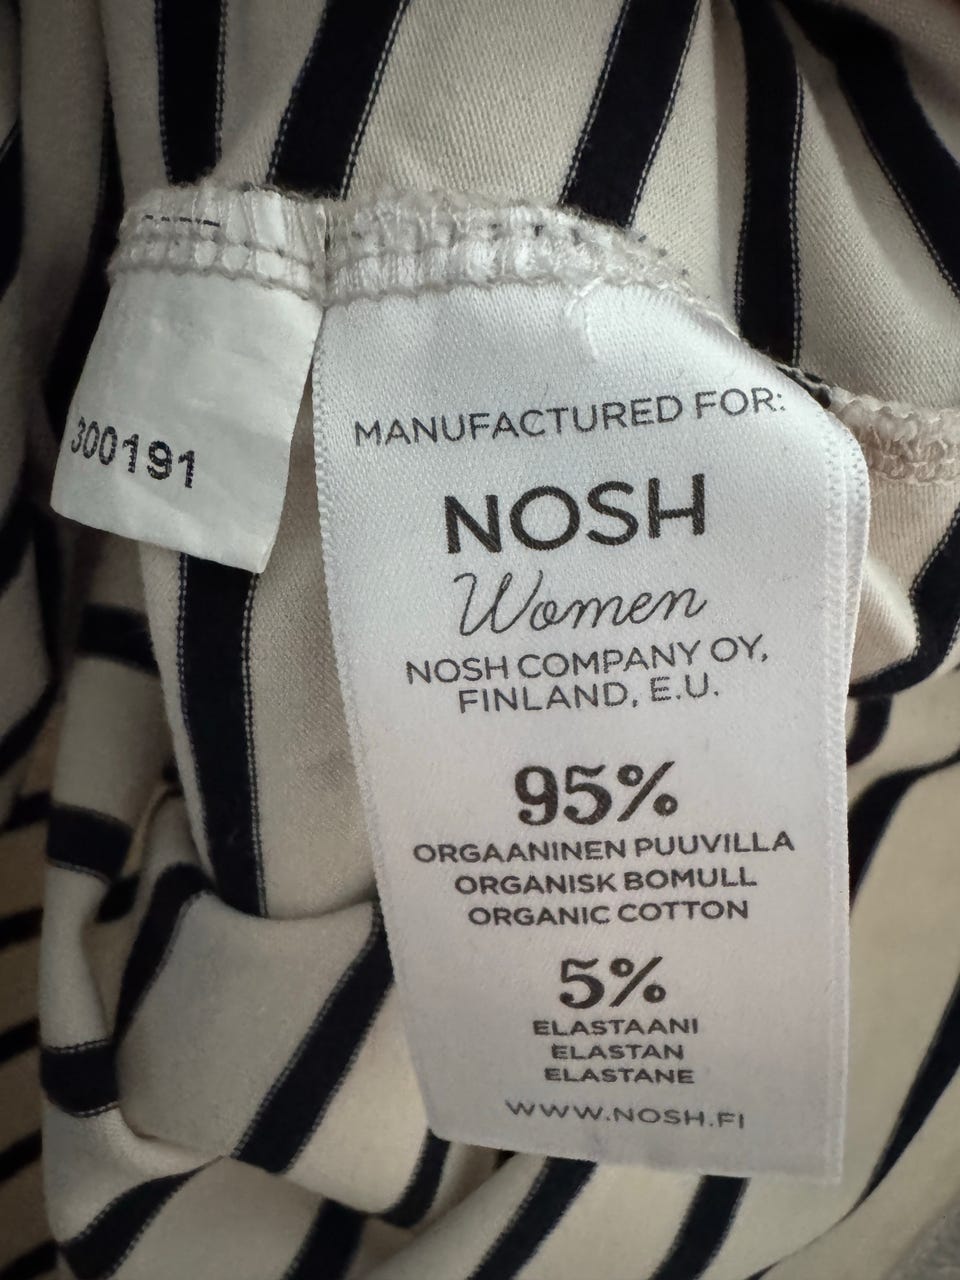 300191
MANUFACTURED FOR:
NOSH
Women
NOSH COMPANY OY,
FINLAND, E.U.
95%
ORGAANINEN PUUVILLA
ORGANISK BOMULL
ORGANIC COTTON
5%
ELASTAANI
ELASTAN
ELASTANE
WWW.NOSH.FI